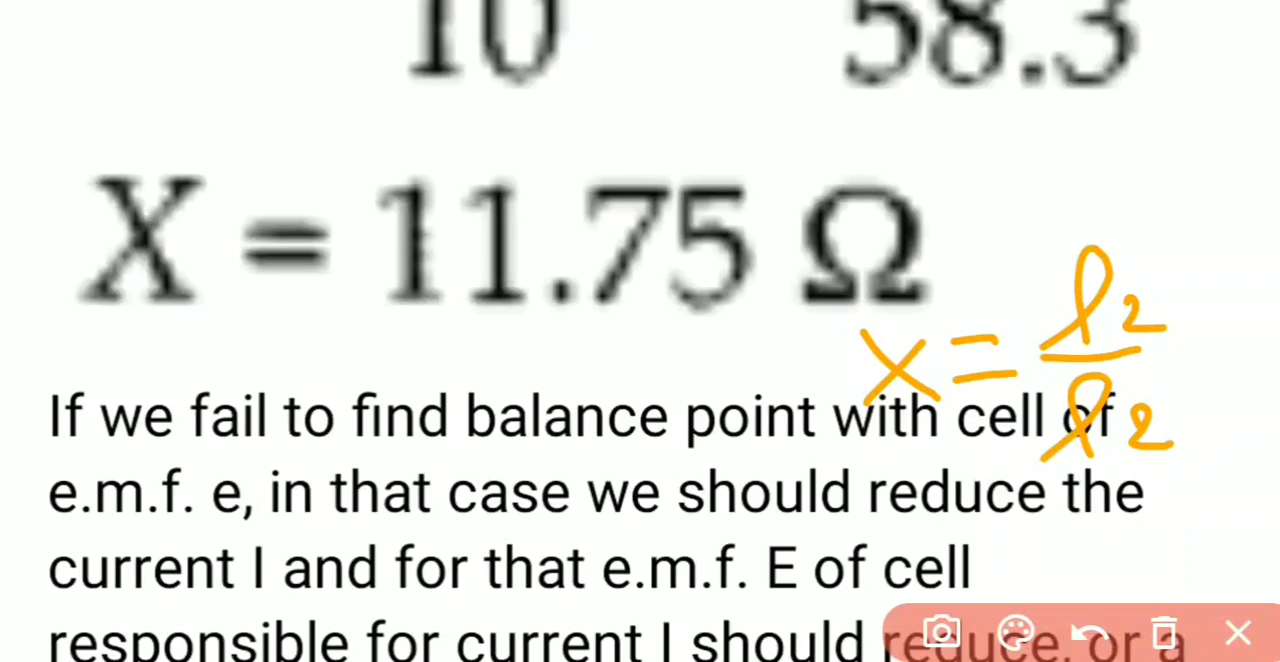 10 58.3
X = 11.75 Ω
x = l2
l2
If we fail to find balance point with cell of
e.m.f. e, in that case we should reduce the
current I and for that e.m.f. E of cell
responsible for current I should reduce, or a